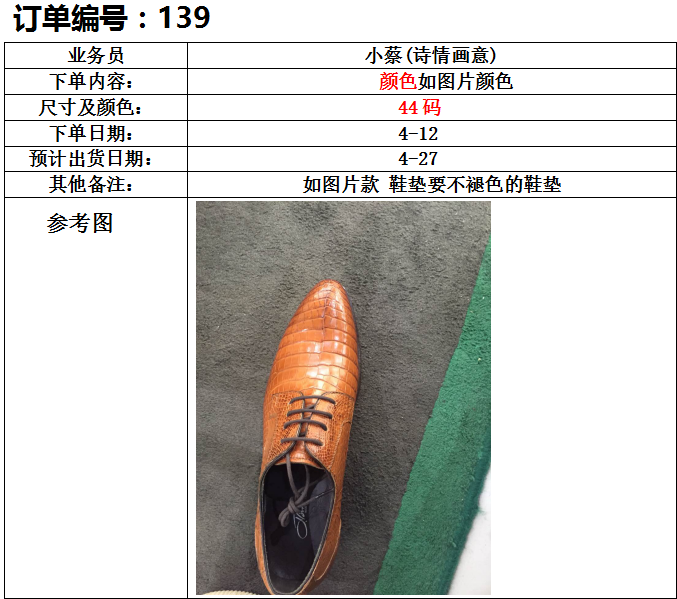 订单编号：139
业务员 小蔡(诗情画意)
下单内容： 颜色如图片颜色
尺寸及颜色： 44 码
下单日期： 4-12
预计出货日期： 4-27
其他备注： 如图片款 鞋垫要不褪色的鞋垫
参考图